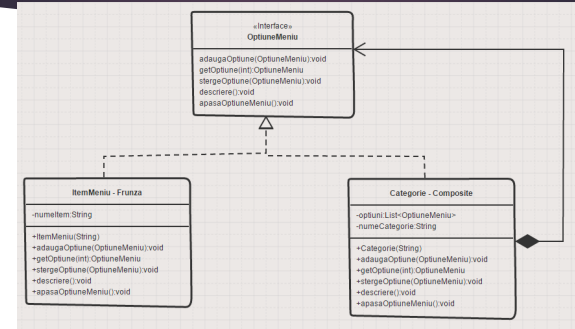 «Interface»
OptiuneMeniu
adaugaOptiune(OptiuneMeniu):void
getOptiune(int):OptiuneMeniu
stergeOptiune(OptiuneMeniu):void
descriere():void
apasaOptiuneMeniu():void
ItemMeniu - Frunza
-numeItem:String
+ItemMeniu(String)
+adaugaOptiune(OptiuneMeniu):void
+getOptiune(int):OptiuneMeniu
+stergeOptiune(OptiuneMeniu):void
+descriere():void
+apasaOptiuneMeniu():void
Categorie - Composite
-optiuni:List<OptiuneMeniu>
-numeCategorie:String
+Categorie(String)
+adaugaOptiune(OptiuneMeniu):void
+getOptiune(int):OptiuneMeniu
+stergeOptiune(OptiuneMeniu):void
+descriere():void
+apasaOptiuneMeniu():void